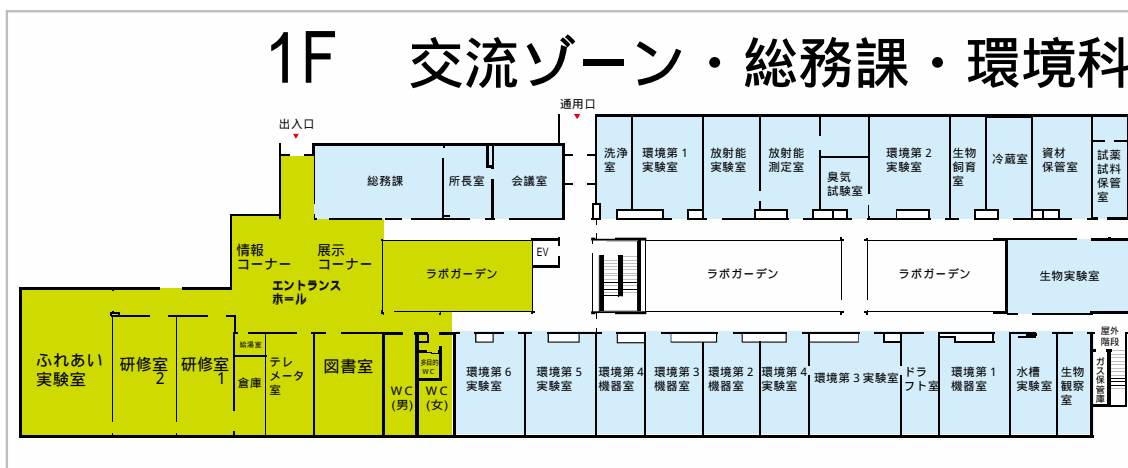 1F 交流ゾーン・総務課・環境科
通用口
出入口
総務課
所長室
会議室
洗浄
室
環境第1
実験室
放射能
実験室
放射能
測定室
臭気
試験室
環境第2
実験室
生物
飼育
室
冷蔵室
資材
保管室
試薬
試料
保管
室
情報
コーナー
展示
コーナー
エントランス
ホール
ラボガーデン
EV
ラボガーデン
ラボガーデン
生物実験室
ふれあい
実験室
研修室
2
研修室
1
給湯室
倉庫
テレ
メータ
室
図書室
WC
(男)
多目的
WC
WC
(女)
環境第6
実験室
環境第5
実験室
環境第4
機器室
環境第3
機器室
環境第2
機器室
環境第4
実験室
環境第3実験室
ドラ
フト室
環境第1
機器室
水槽
実験室
生物
観察
室
屋外
階段
ガス保管庫